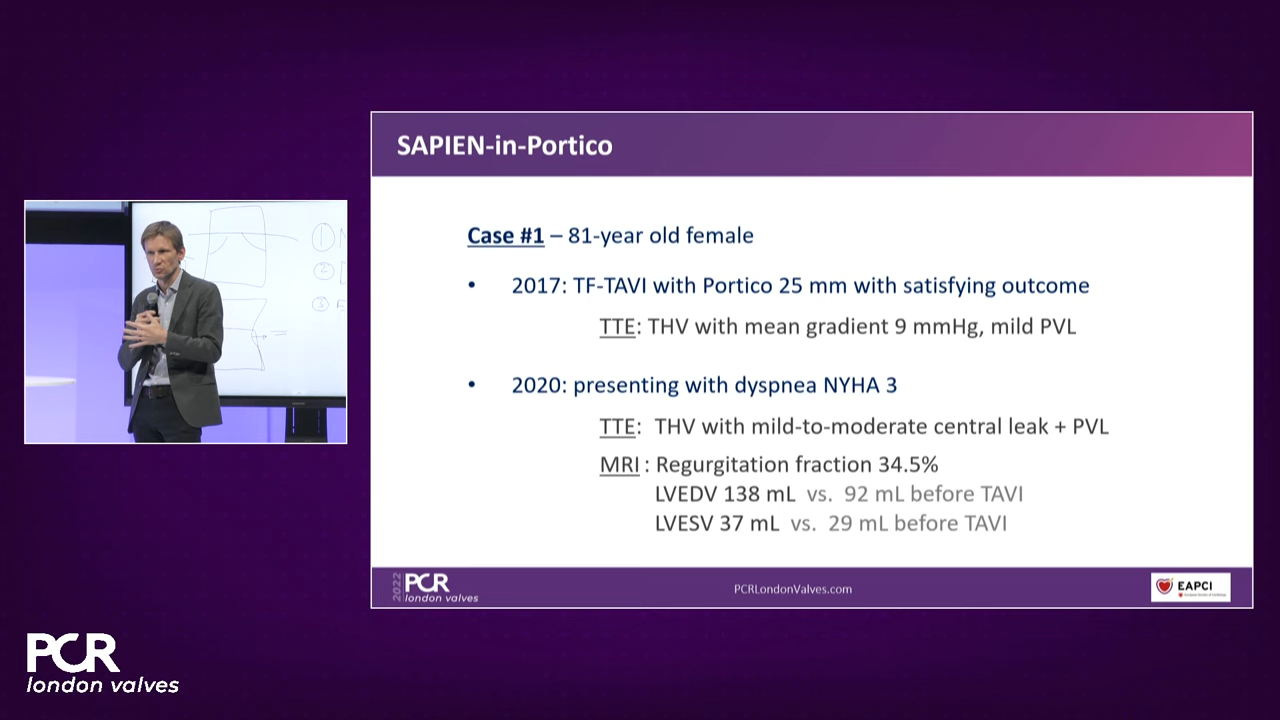 SAPIEN-in-Portico
Case #1 – 81-year old female
• 2017: TF-TAVI with Portico 25 mm with satisfying outcome
TTE: THV with mean gradient 9 mmHg, mild PVL
• 2020: presenting with dyspnea NYHA 3
TTE: THV with mild-to-moderate central leak + PVL
MRI : Regurgitation fraction 34.5%
LVEDV 138 mL vs. 92 mL before TAVI
LVESV 37 mL vs. 29 mL before TAVI
2022 PCR
london valves
PCRLondonValves.com
EAPCI
PCR
london valves
1
2
3